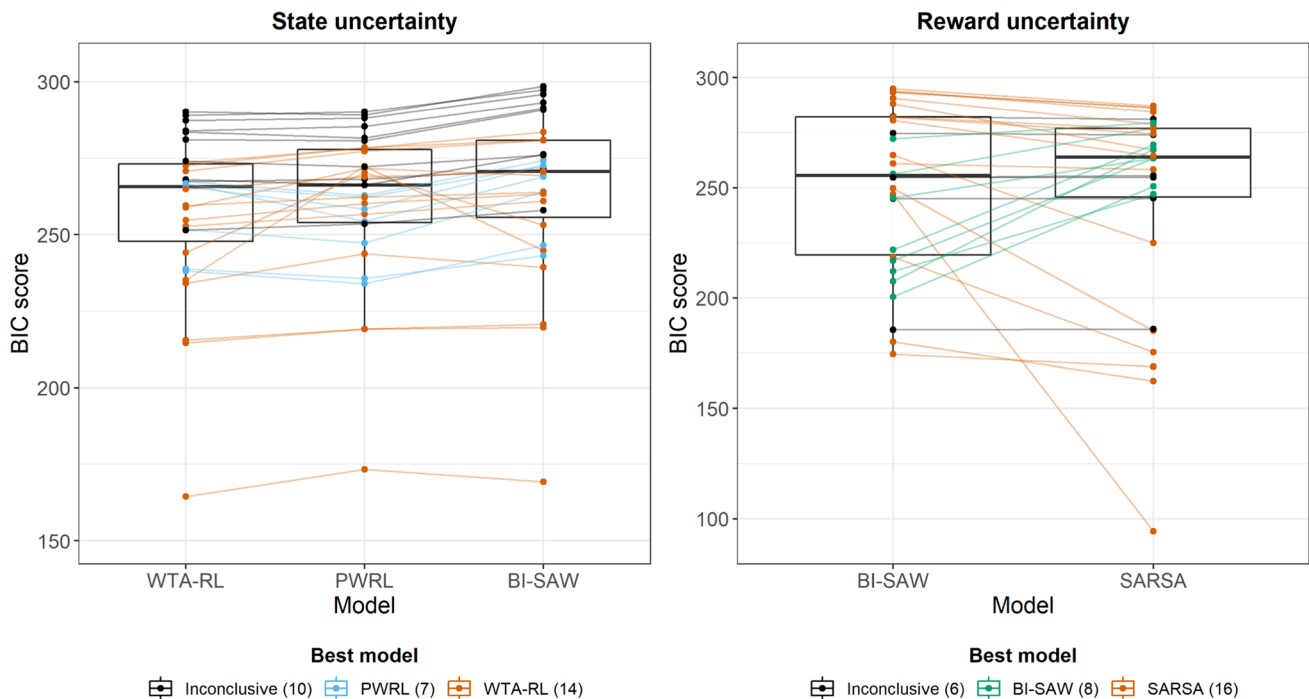 State uncertainty
BIC score
300
250
200
150
WTA-RL PWRL BI-SAW
Model
Best model
Inconclusive (10) PWRL (7) WTA-RL (14)
Reward uncertainty
BIC score
300
250
200
150
100
BI-SAW SARSA
Model
Best model
Inconclusive (6) BI-SAW (8) SARSA (16)